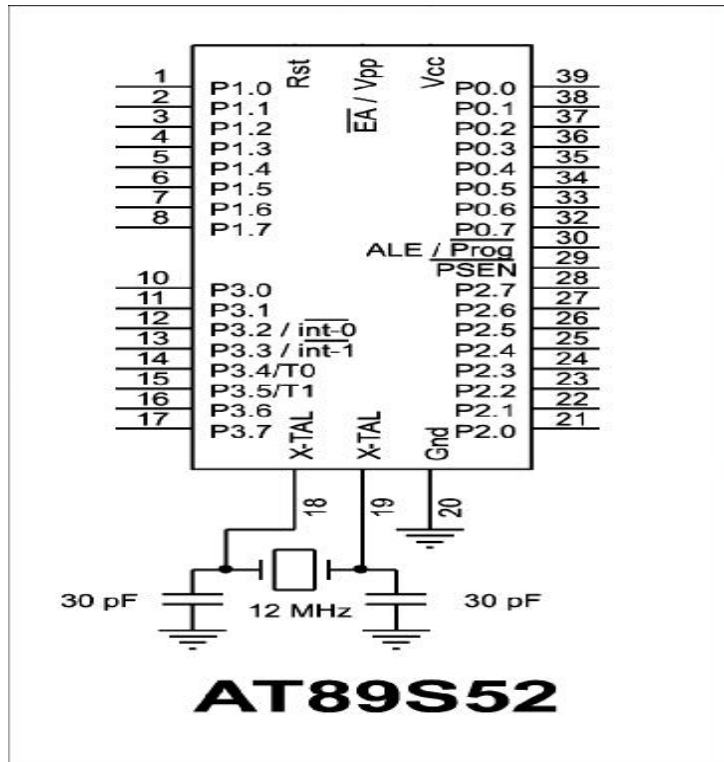 Rst
EA / Vpp
Vcc
1 P1.0 P0.0 39
2 P1.1 P0.1 38
3 P1.2 P0.2 37
4 P1.3 P0.3 36
5 P1.4 P0.4 35
6 P1.5 P0.5 34
7 P1.6 P0.6 33
8 P1.7 P0.7 32
ALE / Prog 30
PSEN 29
10 P3.0 P2.7 28
11 P3.1 P2.6 27
12 P3.2 / int-0 P2.5 26
13 P3.3 / int-1 P2.4 25
14 P3.4/T0 P2.3 24
15 P3.5/T1 P2.2 23
16 P3.6 P2.1 22
17 P3.7 P2.0 21
X-TAL
X-TAL
Gnd
18
19
20
30 pF
12 MHz
30 pF
AT89S52